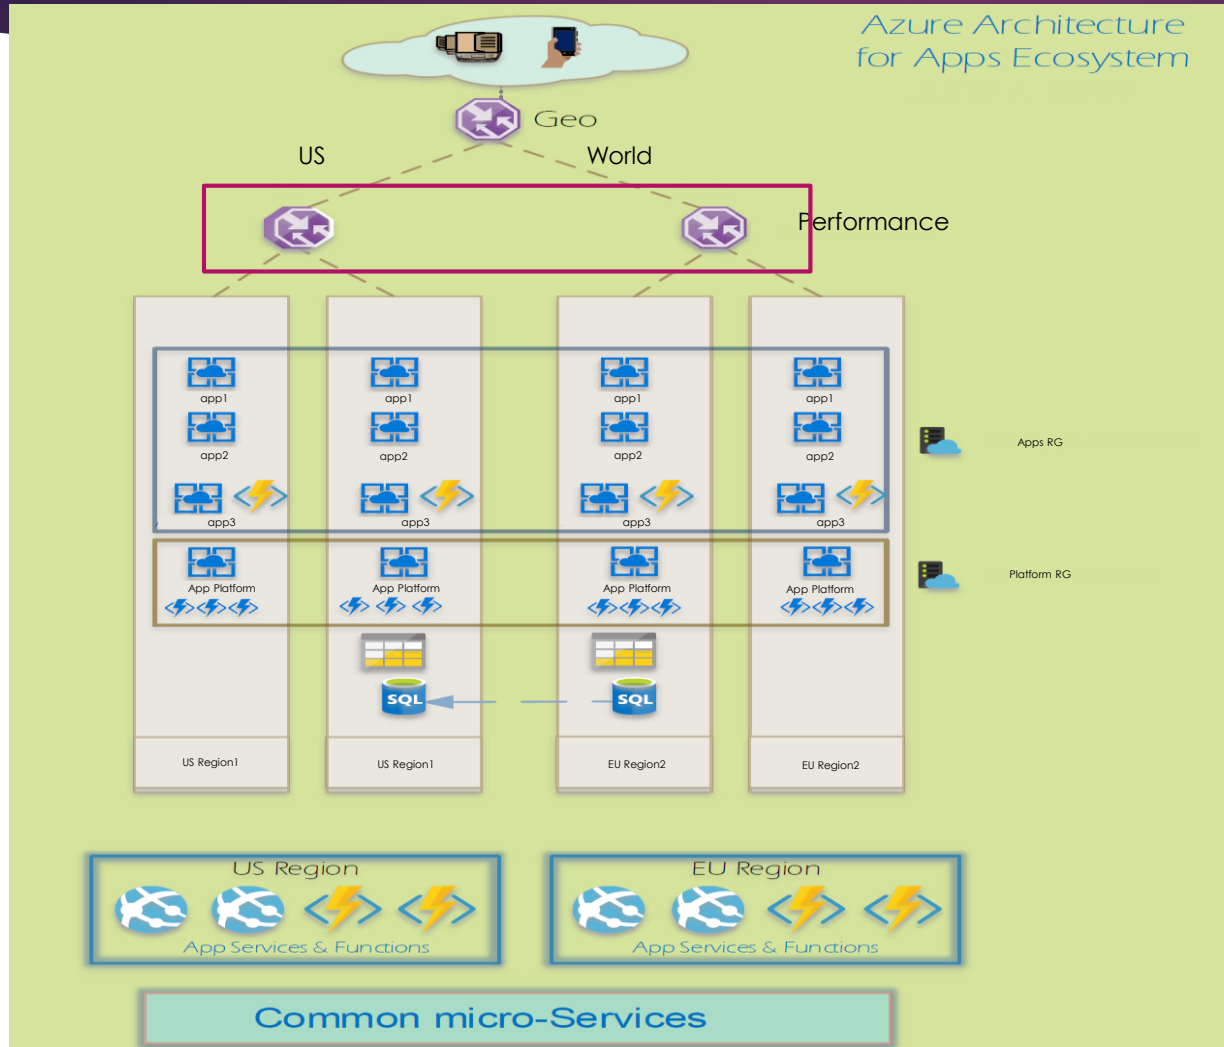 Azure Architecture
for Apps Ecosystem
Geo
US
World
Performance
app1
app1
app1
app1
app2
app2
app2
app2
Apps RG
app3
app3
app3
app3
App Platform
App Platform
App Platform
App Platform
Platform RG
SQL
SQL
US Region1
US Region1
EU Region2
EU Region2
US Region
EU Region
App Services & Functions
App Services & Functions
Common micro-Services